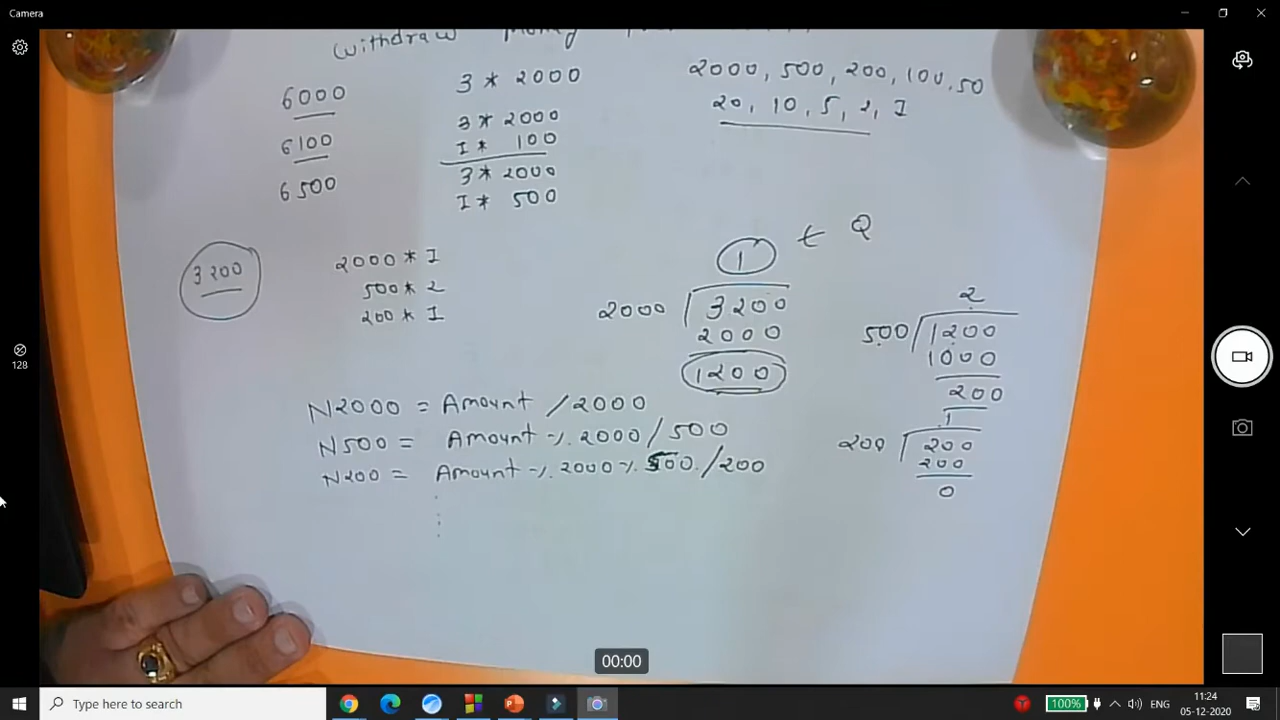 Camera
withdraw money
6000
3 * 2000
2000, 500, 200, 100, 50
20, 10, 5, 2, 1
6100
3 * 2000
1 * 100
6500
3 * 2000
1 * 500
3200
2000 * 1
500 * 2
200 * 1
1 ← Q
2000 3200
2000
1200
2
500 1200
1000
200
1
200 200
200
0
N2000 = Amount / 2000
N500 = Amount % 2000 / 500
N200 = Amount % 2000 % 500 / 200
128
00:00
Type here to search
100%
ENG
11:24
05-12-2020